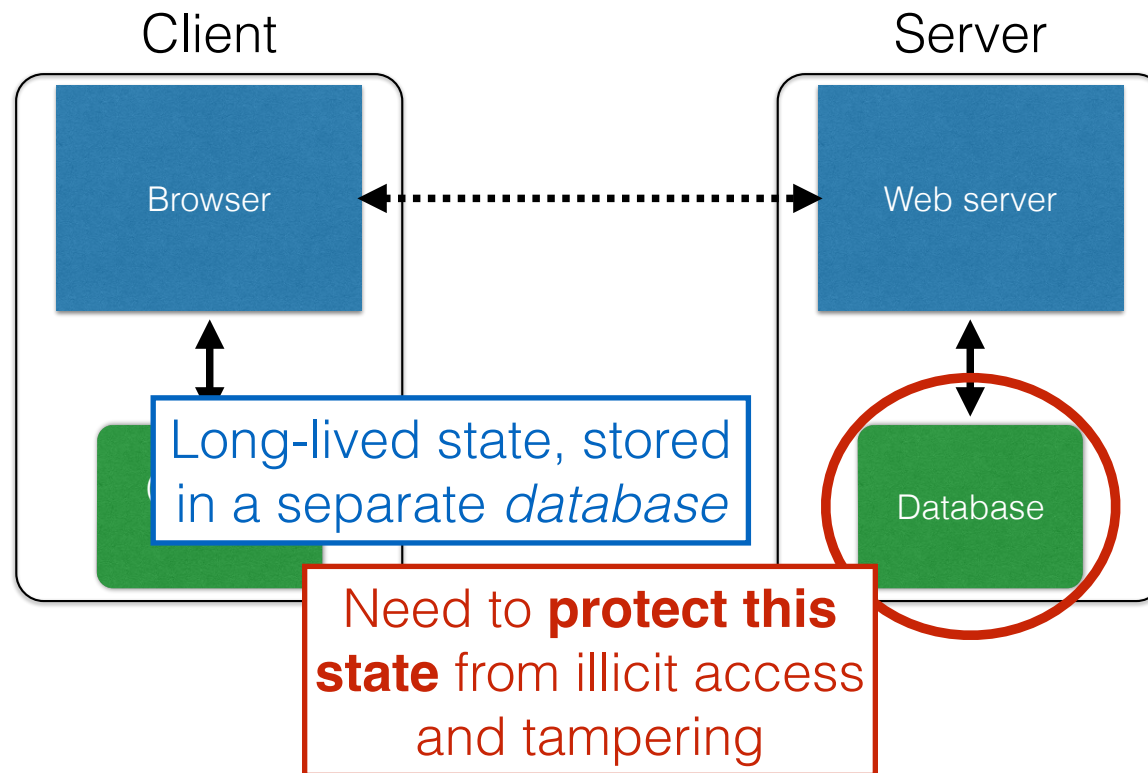 Client
Server
Browser
Web server
Long-lived state, stored
in a separate database
Database
Need to protect this
state from illicit access
and tampering